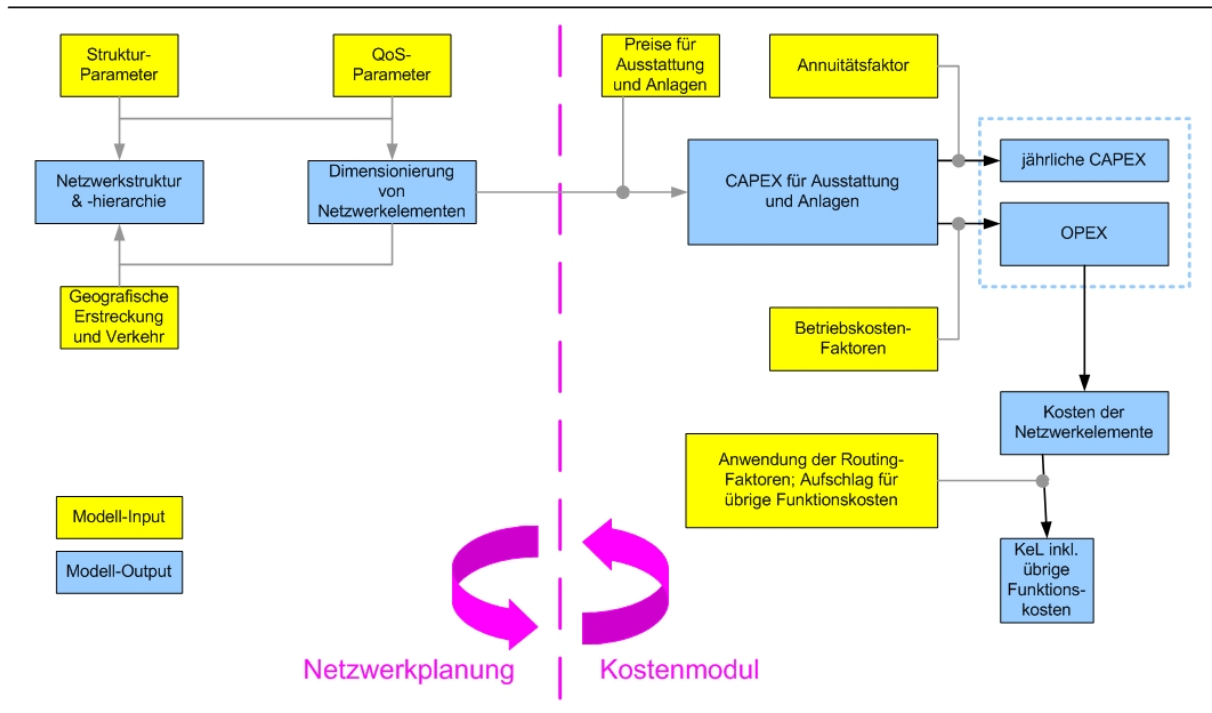 Struktur-
Parameter
QoS-
Parameter
Preise für
Ausstattung
und Anlagen
Annuitätsfaktor
Netzwerkstruktur
& -hierarchie
Dimensionierung
von
Netzwerkelementen
CAPEX für Ausstattung
und Anlagen
jährliche CAPEX
OPEX
Geografische
Erstreckung
und Verkehr
Betriebskosten-
Faktoren
Kosten der
Netzwerkelemente
Anwendung der Routing-
Faktoren; Aufschlag für
übrige Funktionskosten
Modell-Input
Modell-Output
KeL inkl.
übrige
Funktions-
kosten
Netzwerkplanung
Kostenmodul